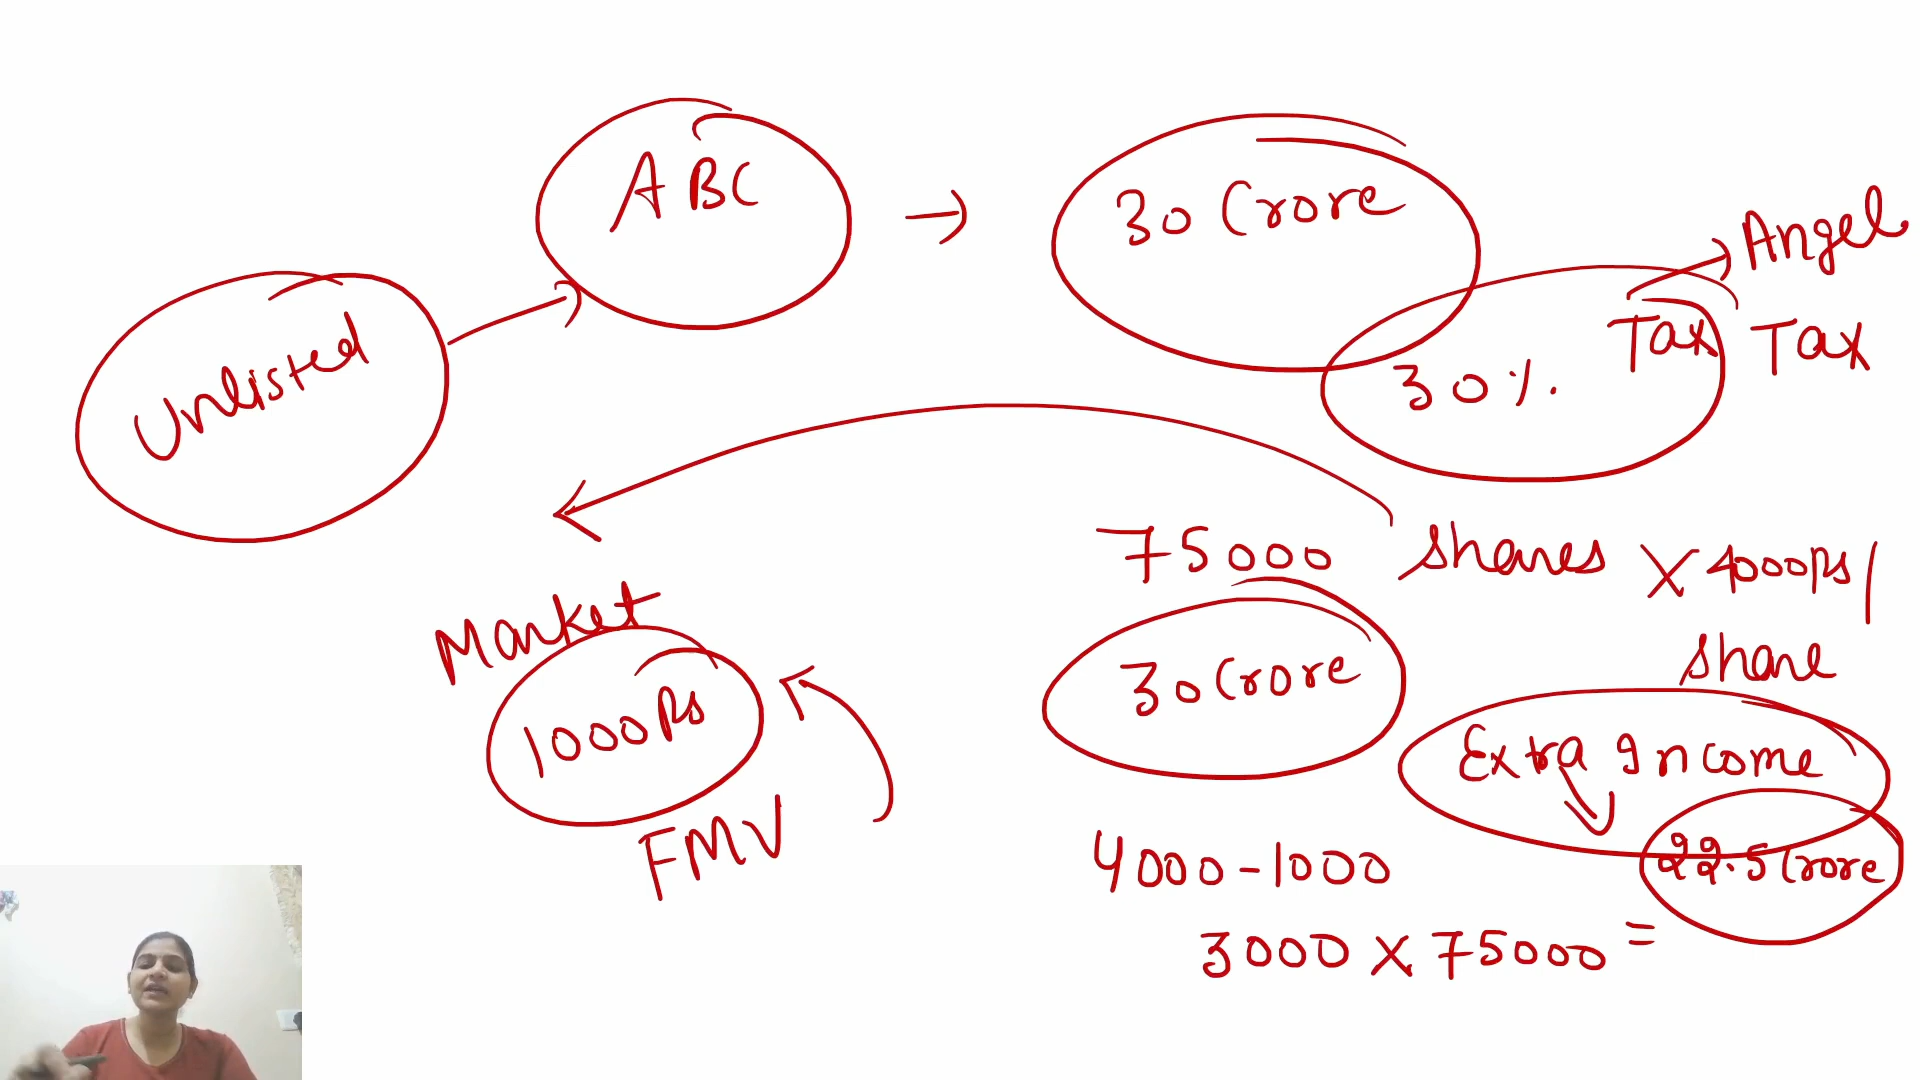 ABC
30 Crore
Unlisted
Angel
Tax
30 %. Tax
75000 shares X 4000Rs/
share
Market
1000Rs
FMV
30 Crore
Extra Income
22.5 Crore
4000-1000
3000 X 75000 =